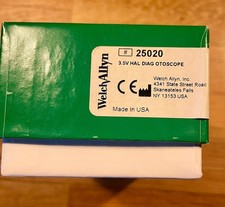 # 25020
3.5V HAL DIAG OTOSCOPE
WelchAllyn
CE
Welch Allyn, Inc.
4341 State Street Road
Skaneateles Falls
NY 13153 USA
Made In USA